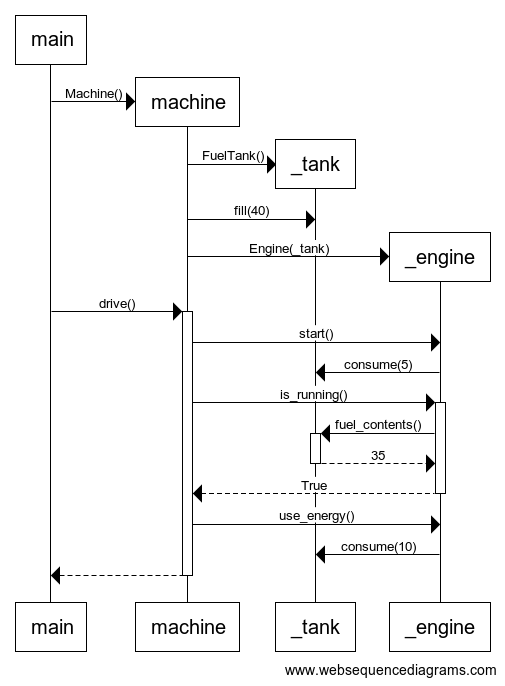 main
Machine()
machine
FuelTank()
_tank
fill(40)
Engine(_tank)
_engine
drive()
start()
consume(5)
is_running()
fuel_contents()
35
True
use_energy()
consume(10)
main
machine
_tank
_engine
www.websequencediagrams.com